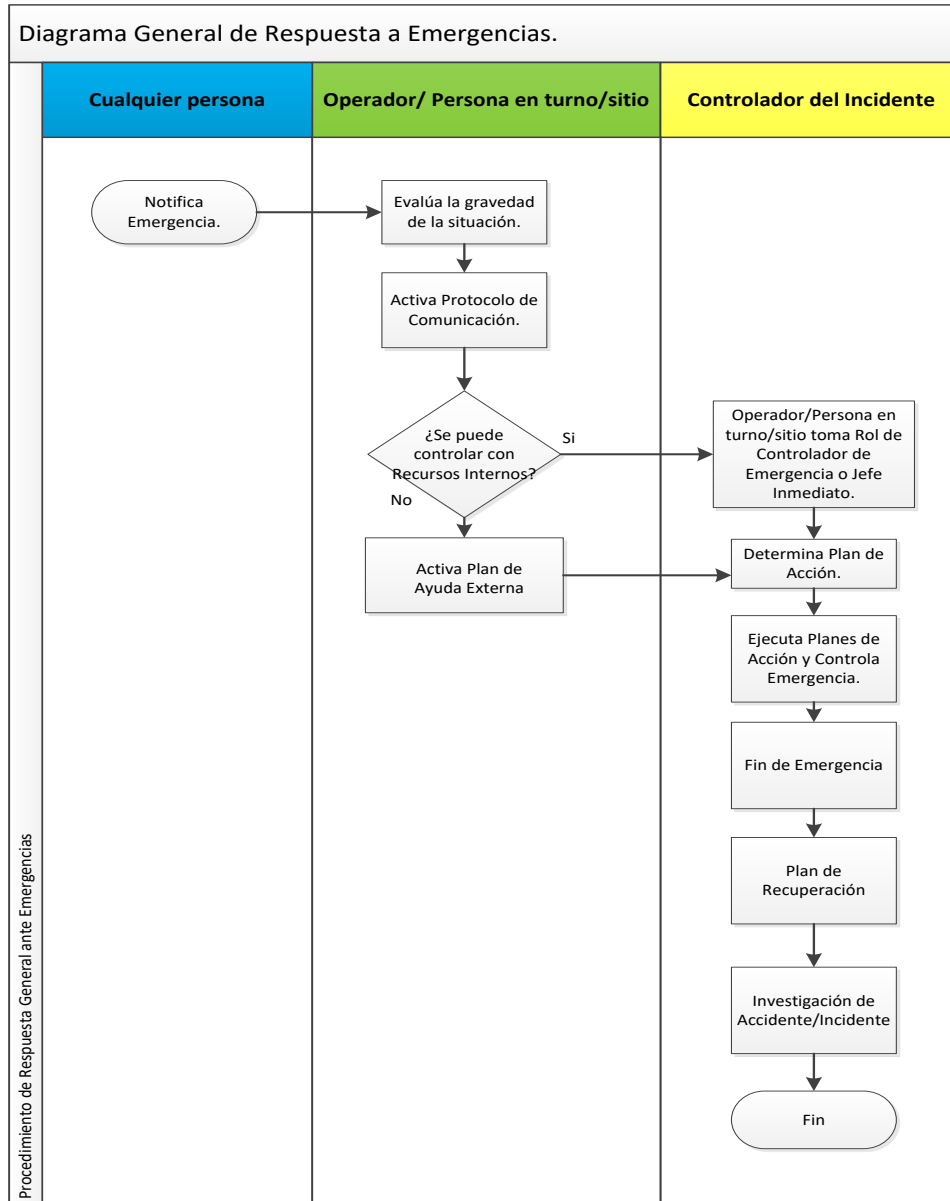 Diagrama General de Respuesta a Emergencias.
Cualquier persona
Operador/ Persona en turno/sitio
Controlador del Incidente
Notifica
Emergencia.
Evalúa la gravedad
de la situación.
Activa Protocolo de
Comunicación.
¿Se puede
controlar con
Recursos Internos?
Si
No
Operador/Persona en
turno/sitio toma Rol de
Controlador de
Emergencia o Jefe
Inmediato.
Activa Plan de
Ayuda Externa
Determina Plan de
Acción.
Ejecuta Planes de
Acción y Controla
Emergencia.
Fin de Emergencia
Plan de
Recuperación
Investigación de
Accidente/Incidente
Fin
Procedimiento de Respuesta General ante Emergencias